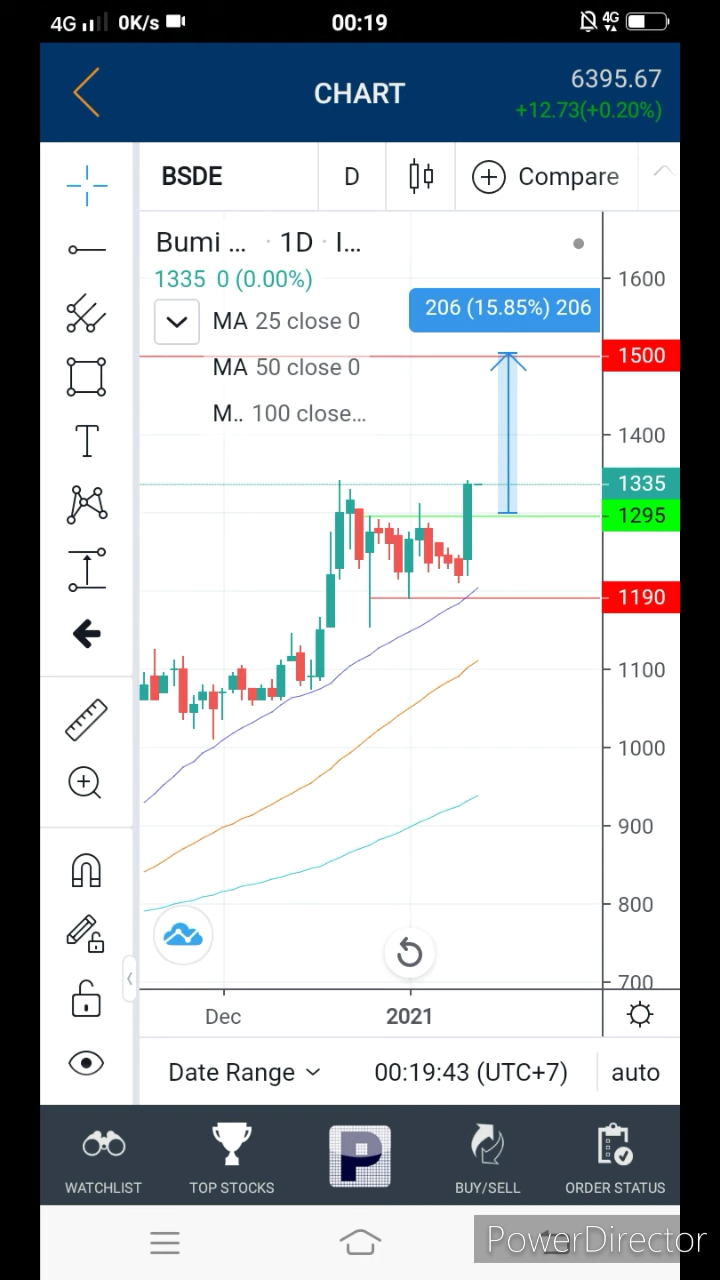 4G 0K/s 00:19 4G
CHART
6395.67
+12.73(+0.20%)
BSDE D Compare
Bumi ... · 1D · I...
1335 0 (0.00%)
MA 25 close 0
MA 50 close 0
M.. 100 close...
206 (15.85%) 206
1600
1500
1400
1335
1295
1190
1100
1000
900
800
700
T
Dec 2021
Date Range 00:19:43 (UTC+7) auto
P
WATCHLIST TOP STOCKS BUY/SELL ORDER STATUS
PowerDirector